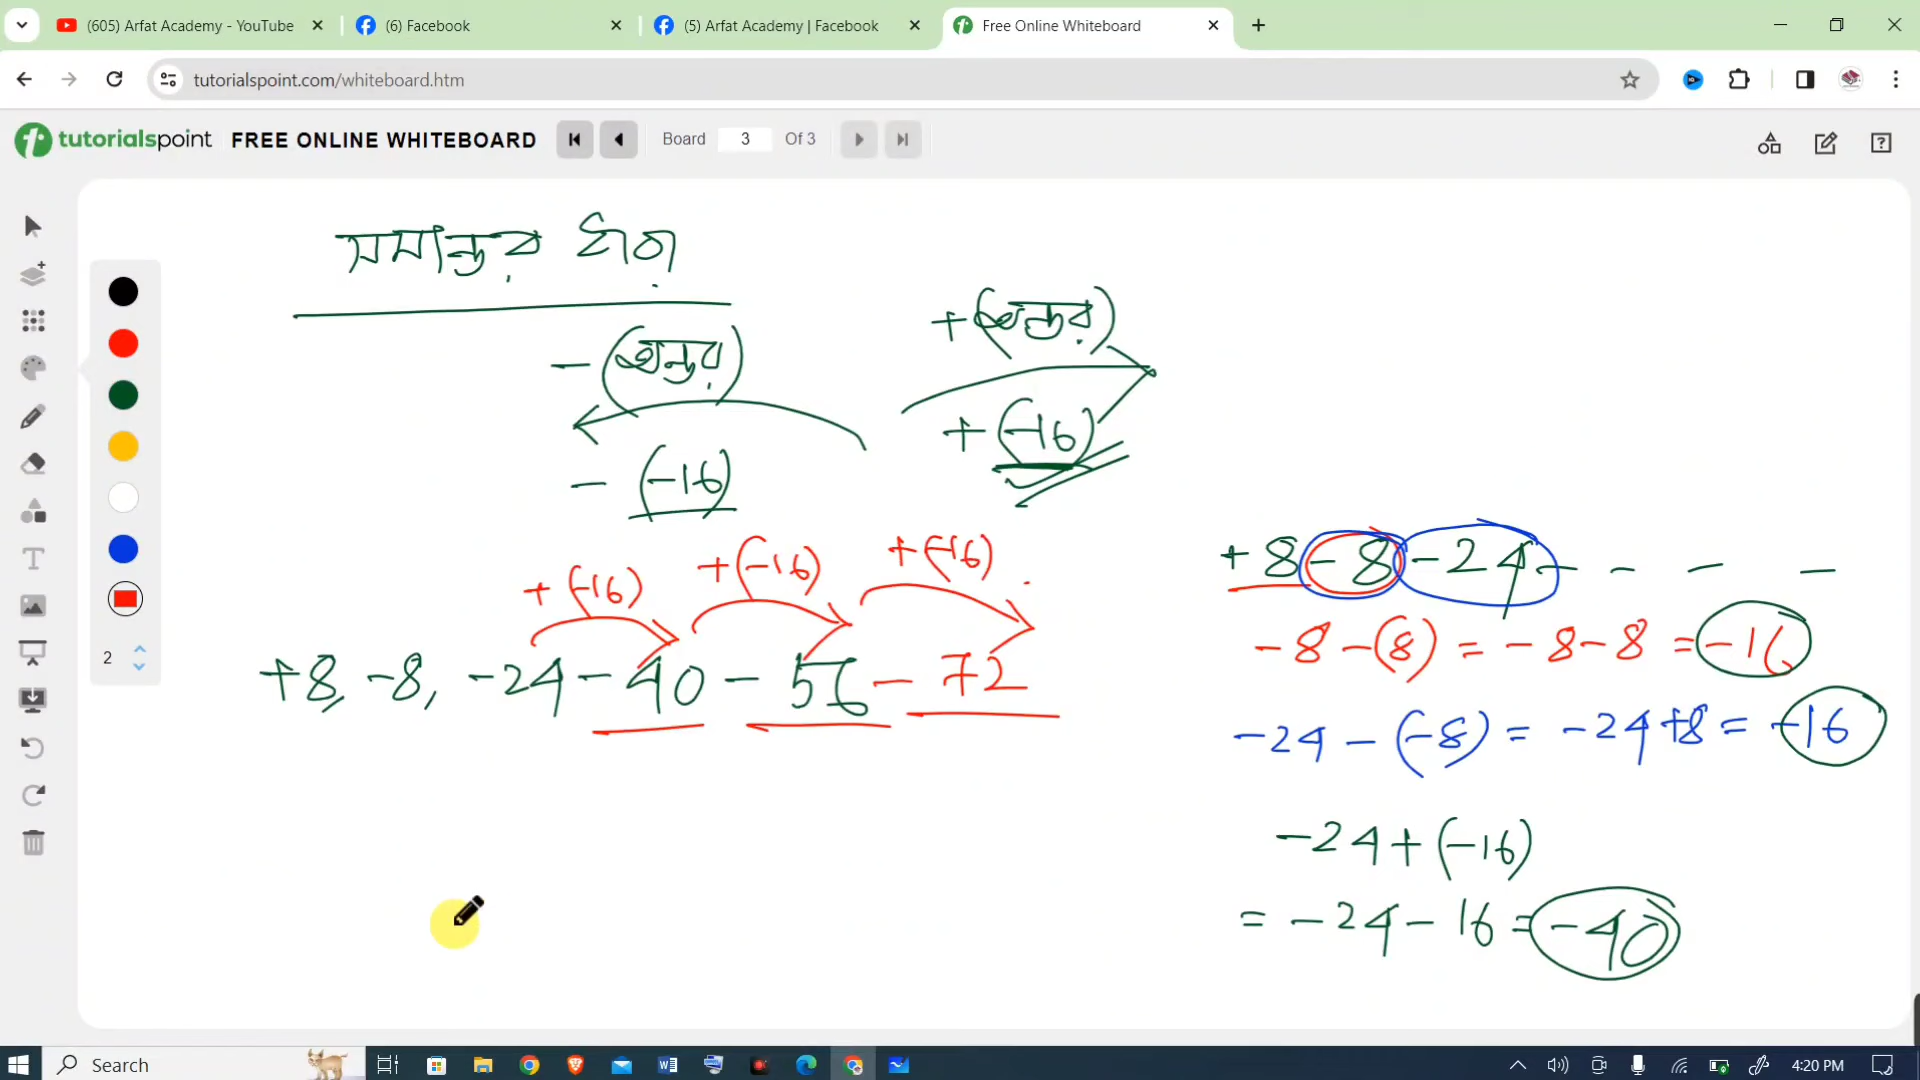 (605) Arfat Academy - YouTube
(6) Facebook
(5) Arfat Academy | Facebook
Free Online Whiteboard
tutorialspoint.com/whiteboard.htm
tutorialspoint FREE ONLINE WHITEBOARD Board 3 Of 3
সমান্তর ধারা
- (অন্তর)
+ (অন্তর)
- (-16)
+ (-16)
+ (-16) + (-16) + (-16)
+8, -8, -24 - 40 - 56 - 72
+ 8 - 8 - 24 - - - -
- 8 - (8) = - 8 - 8 = -16
-24 - (-8) = -24 + 8 = -16
-24 + (-16)
= -24 - 16 = -40
2
Search
4:20 PM